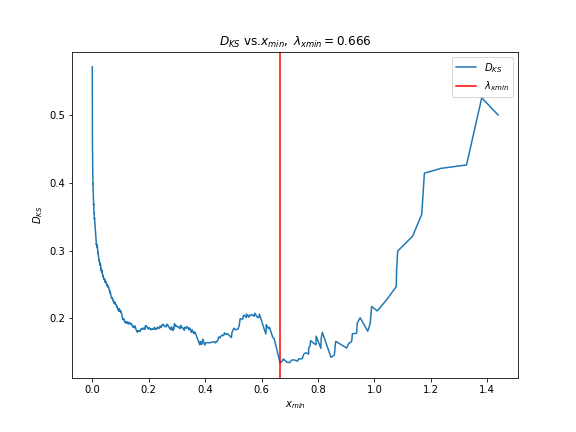 D_KS vs.x_min, λ_xmin = 0.666
D_KS
λ_xmin
0.5
0.4
0.3
0.2
D_KS
0.0 0.2 0.4 0.6 0.8 1.0 1.2 1.4
x_min